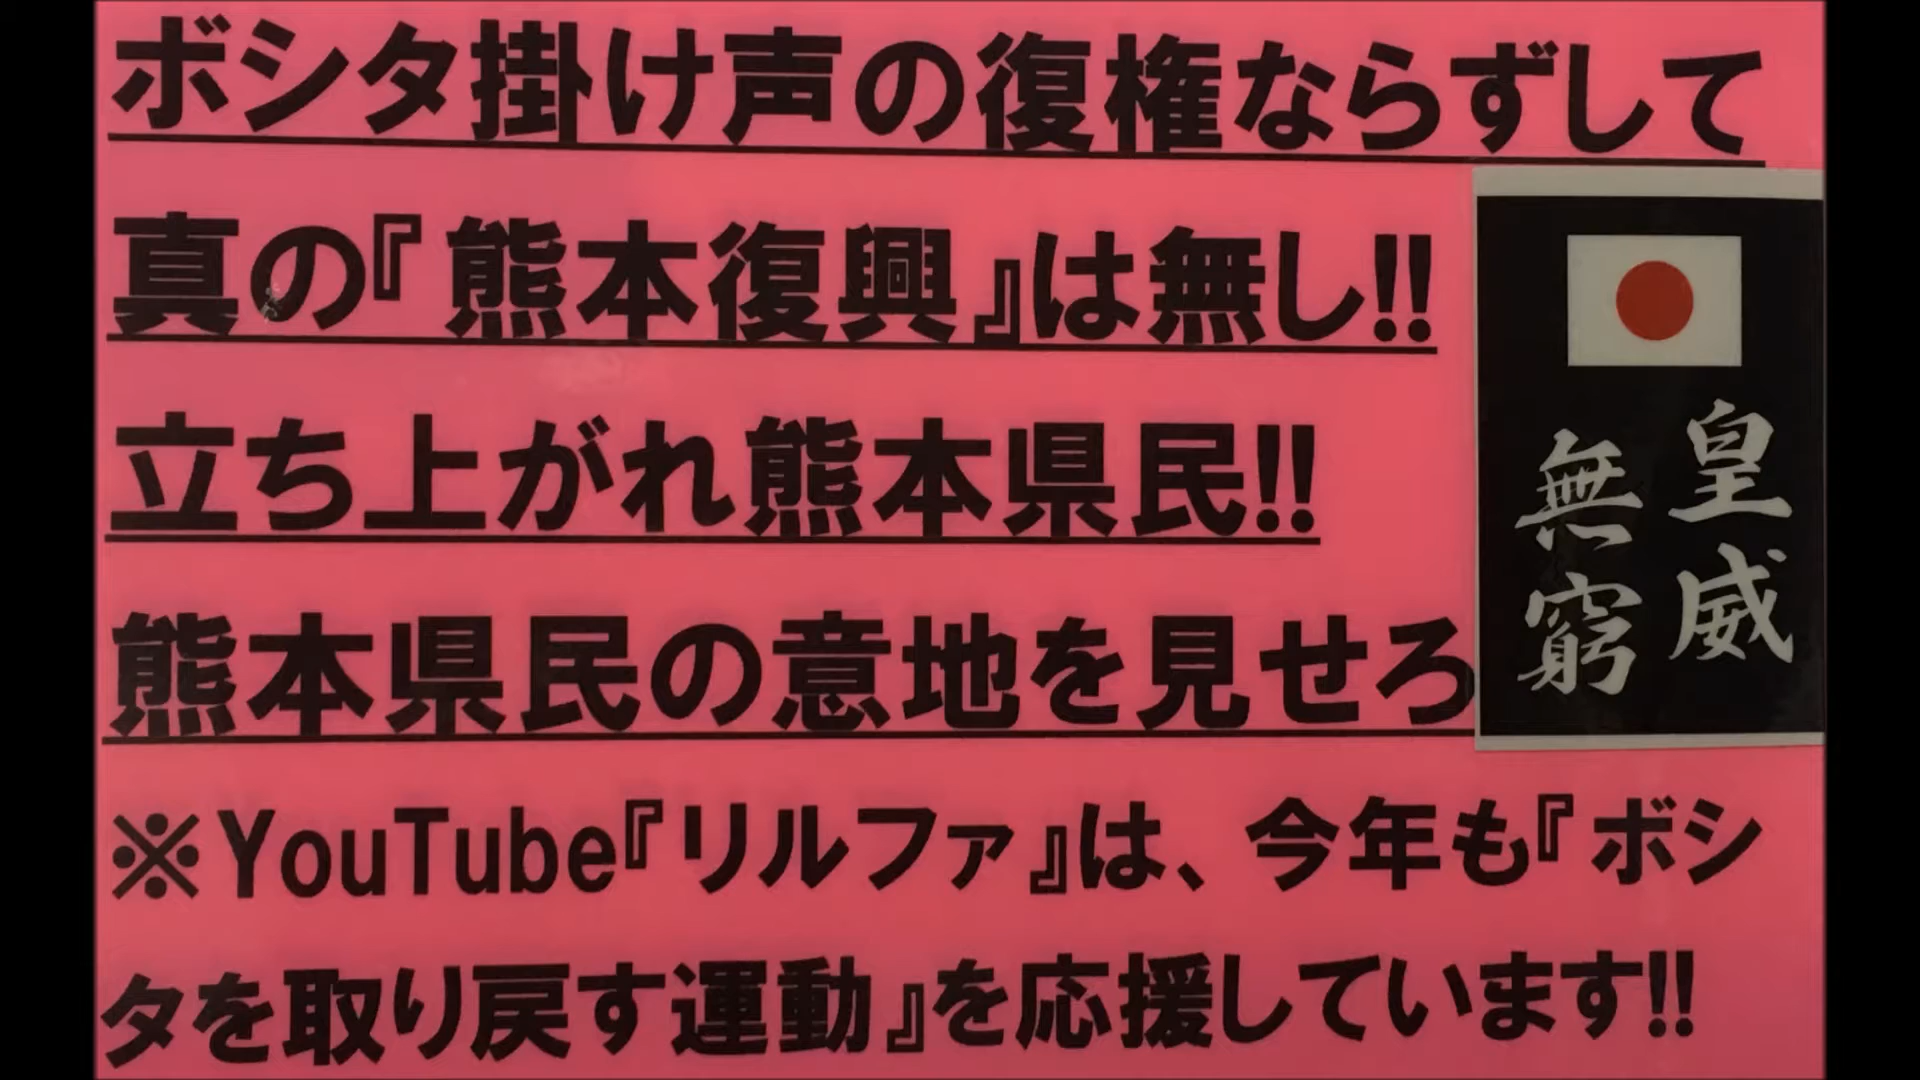 ボシタ掛け声の復権ならずして
真の『熊本復興』は無し!!
立ち上がれ熊本県民!!
熊本県民の意地を見せろ
皇威
無窮
※YouTube『リルファ』は、今年も『ボシ
タを取り戻す運動』を応援しています!!